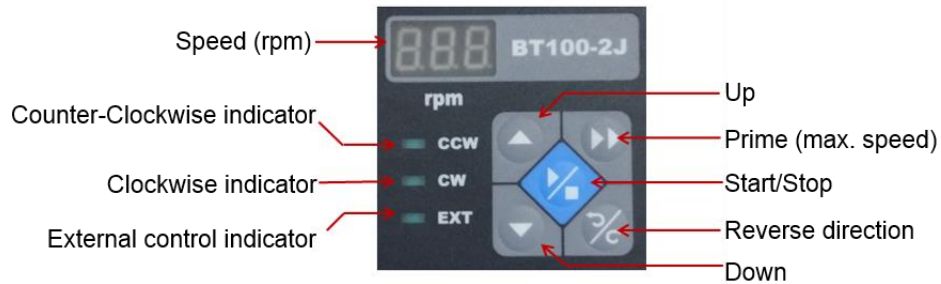 Speed (rpm)
888
BT100-2J
rpm
Counter-Clockwise indicator
CCW
Clockwise indicator
CW
External control indicator
EXT
Up
Prime (max. speed)
Start/Stop
Reverse direction
Down